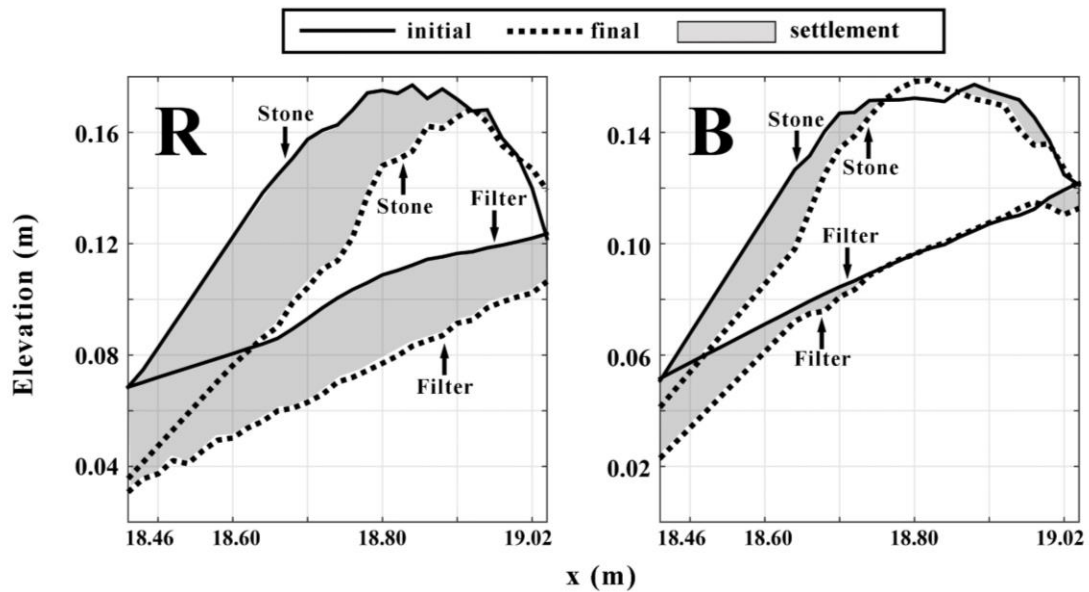 initial final settlement
R
Stone
Stone
Filter
Filter
0.16
0.12
0.08
0.04
18.46 18.60 18.80 19.02
B
Stone
Stone
Filter
Filter
0.14
0.10
0.06
0.02
18.46 18.60 18.80 19.02
Elevation (m)
x (m)